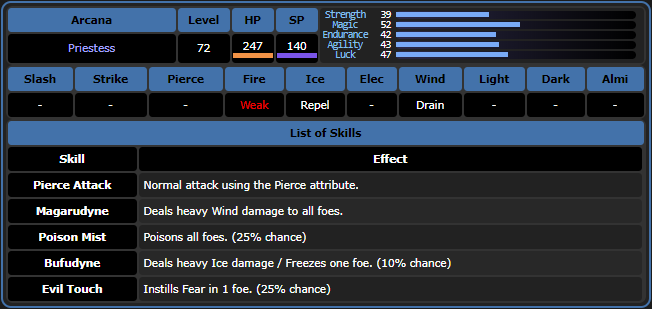 Arcana Level HP SP
Priestess 72 247 140
Strength 39
Magic 52
Endurance 42
Agility 43
Luck 47
Slash Strike Pierce Fire Ice Elec Wind Light Dark Almi
- - - Weak Repel - Drain - - -
List of Skills
Skill Effect
Pierce Attack Normal attack using the Pierce attribute.
Magarudyne Deals heavy Wind damage to all foes.
Poison Mist Poisons all foes. (25% chance)
Bufudyne Deals heavy Ice damage / Freezes one foe. (10% chance)
Evil Touch Instills Fear in 1 foe. (25% chance)